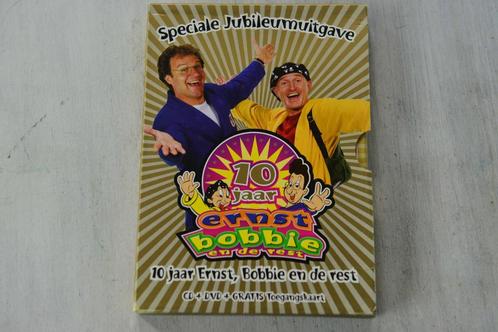 Speciale Jubileumuitgave
10
jaar
ernst
bobbie
en de rest
10 jaar Ernst, Bobbie en de rest
CD + DVD + GRATIS Toegangskaart